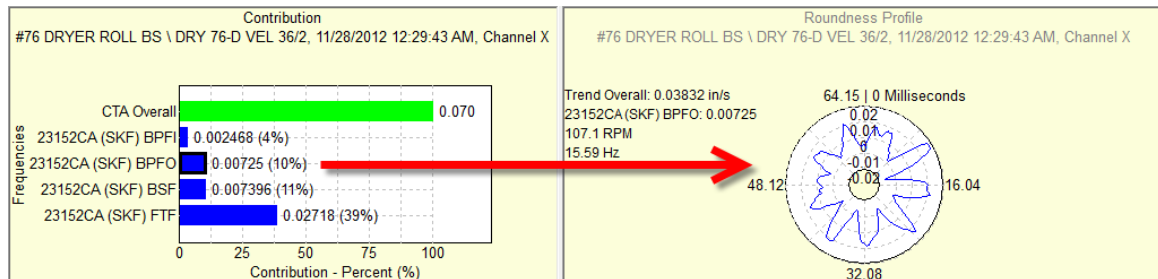 Contribution
#76 DRYER ROLL BS \ DRY 76-D VEL 36/2, 11/28/2012 12:29:43 AM, Channel X
Frequencies
CTA Overall
0.070
23152CA (SKF) BPFI
0.002468 (4%)
23152CA (SKF) BPFO
0.00725 (10%)
23152CA (SKF) BSF
0.007396 (11%)
23152CA (SKF) FTF
0.02718 (39%)
0 25 50 75 100
Contribution - Percent (%)
Roundness Profile
#76 DRYER ROLL BS \ DRY 76-D VEL 36/2, 11/28/2012 12:29:43 AM, Channel X
Trend Overall: 0.03832 in/s
23152CA (SKF) BPFO: 0.00725
107.1 RPM
15.59 Hz
64.15 | 0 Milliseconds
0.02
0.01
0
-0.01
-0.02
48.12
16.04
32.08